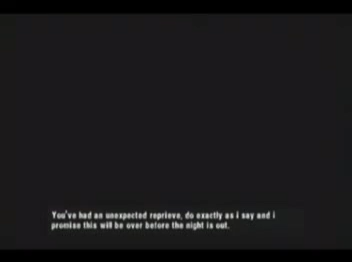 You've had an unexpected reprieve, do exactly as i say and i
promise this will be over before the night is out.